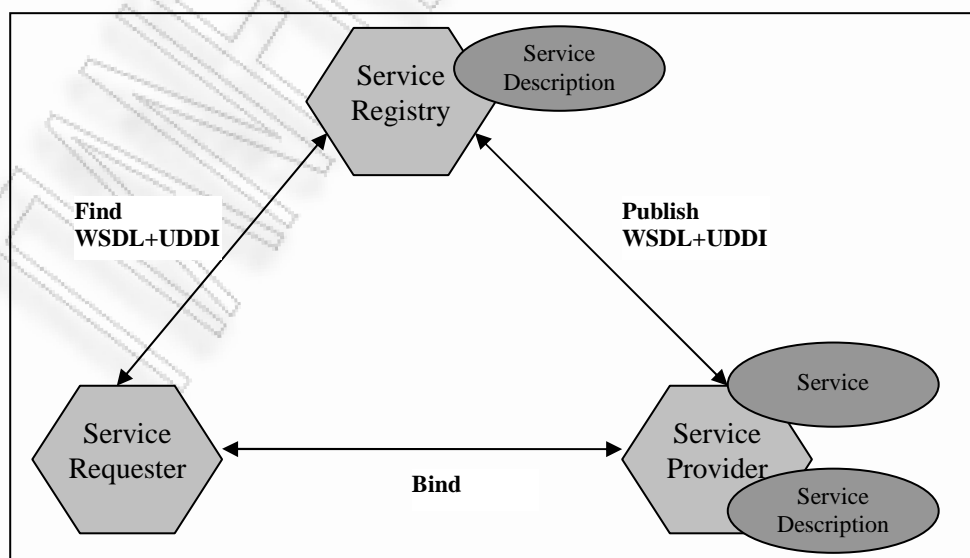 Service
Registry
Service
Description
Find
WSDL+UDDI
Publish
WSDL+UDDI
Service
Requester
Bind
Service
Provider
Service
Service
Description